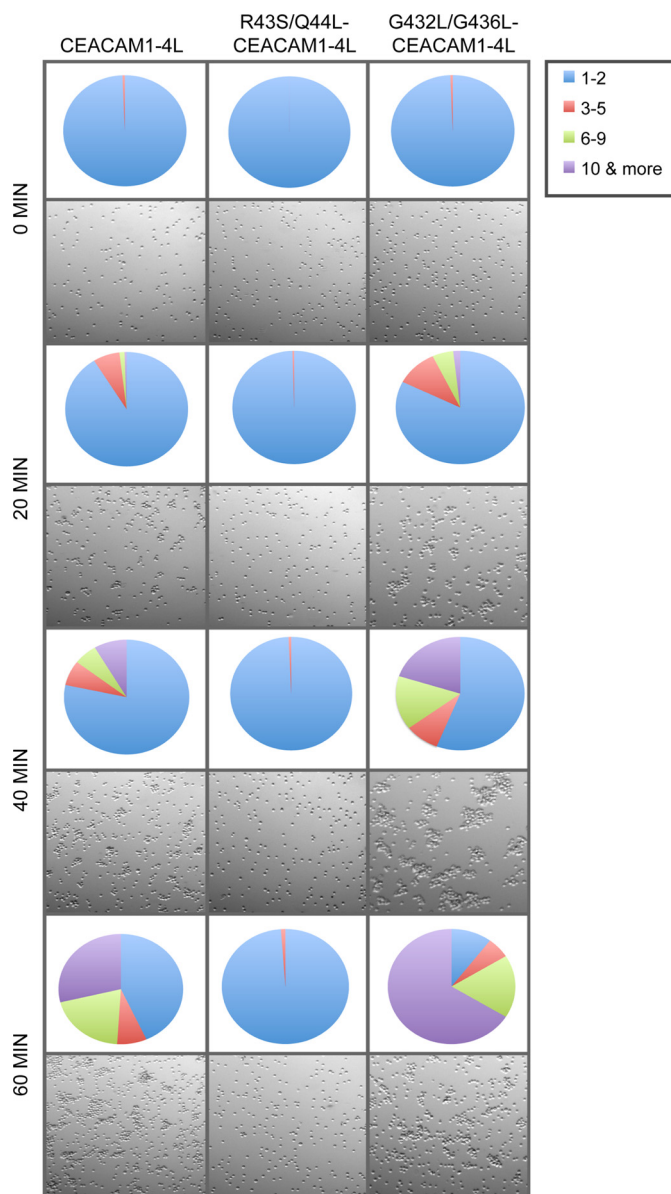 CEACAM1-4L
R43S/Q44L-
CEACAM1-4L
G432L/G436L-
CEACAM1-4L
1-2
3-5
6-9
10 & more
0 MIN
20 MIN
40 MIN
60 MIN